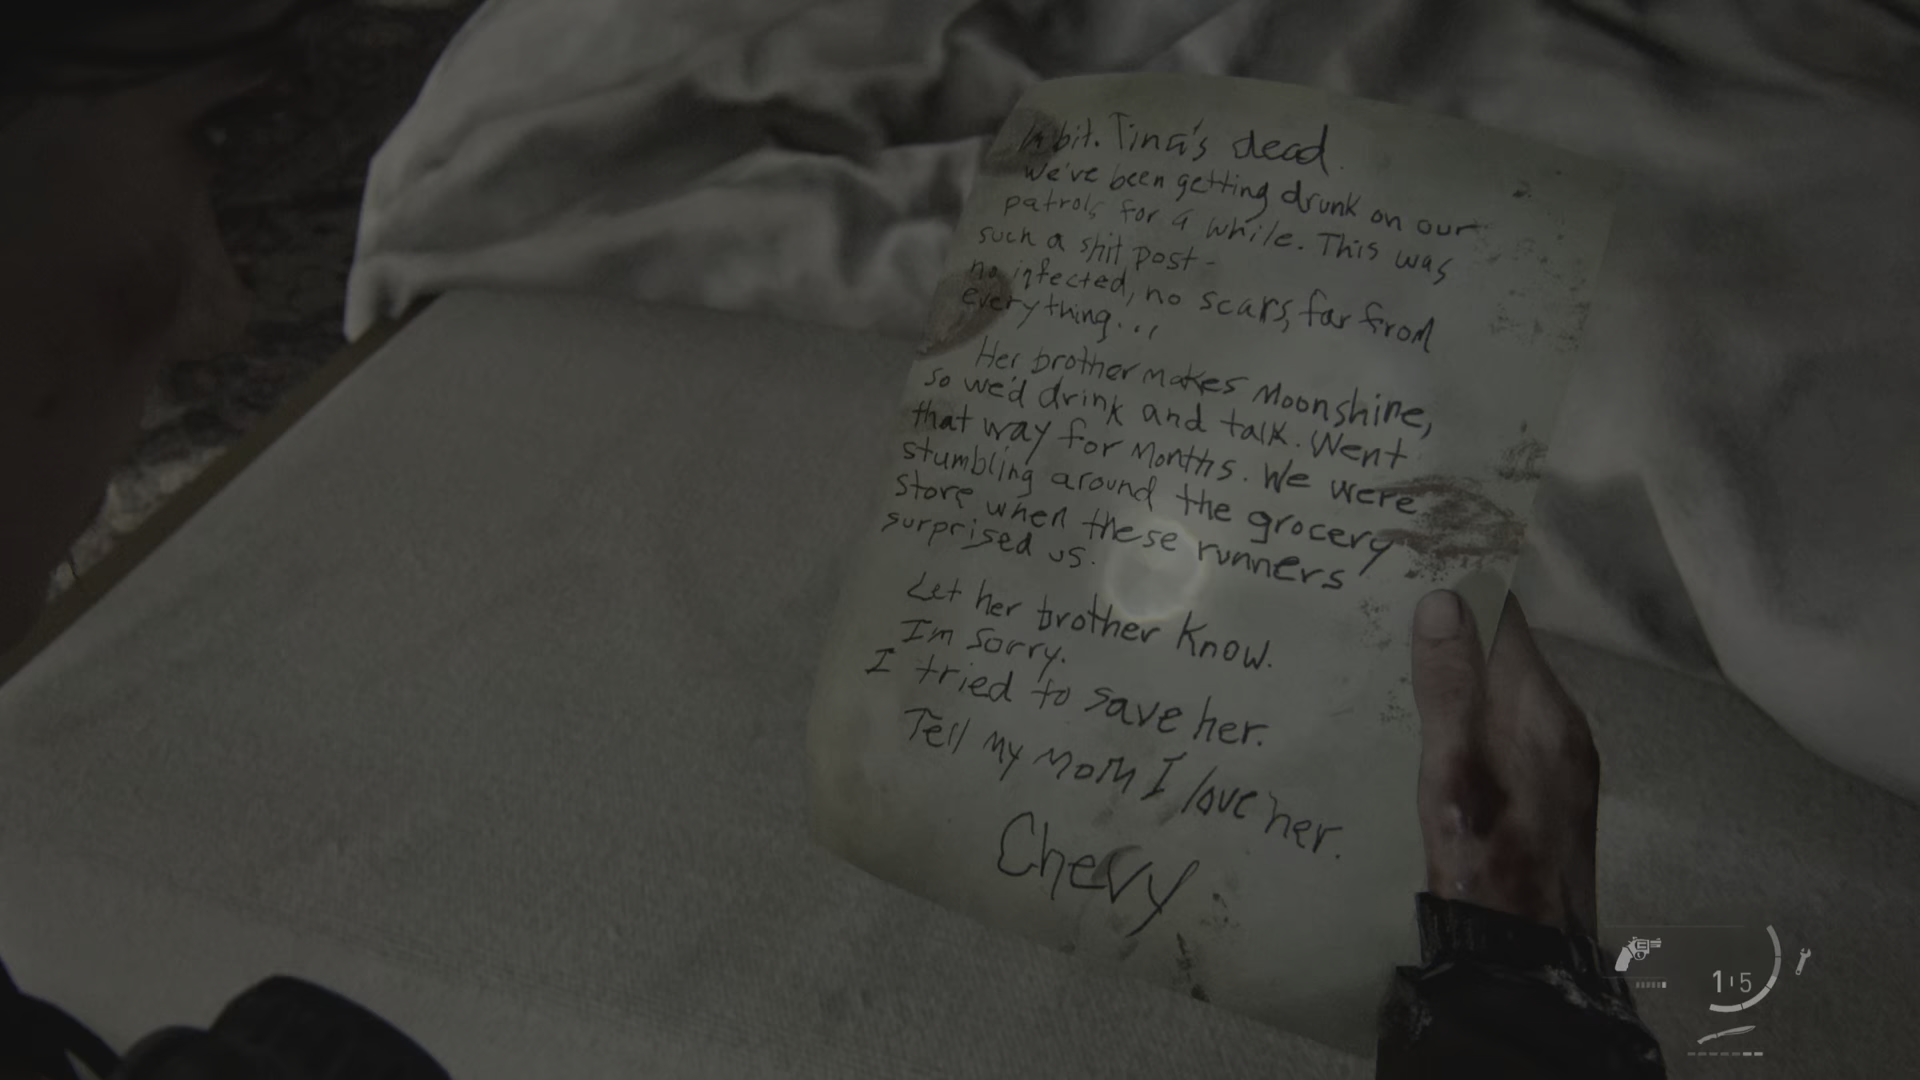 I'm bit. Tina's dead.
We've been getting drunk on our
patrols for a while. This was
such a shit post -
no infected, no scars, far from
everything...
Her brother makes moonshine,
so we'd drink and talk. Went
that way for months. We were
stumbling around the grocery
store when these runners
surprised us.
Let her brother know.
I'm sorry.
I tried to save her.
Tell my mom I love her.
Chevy
1 5